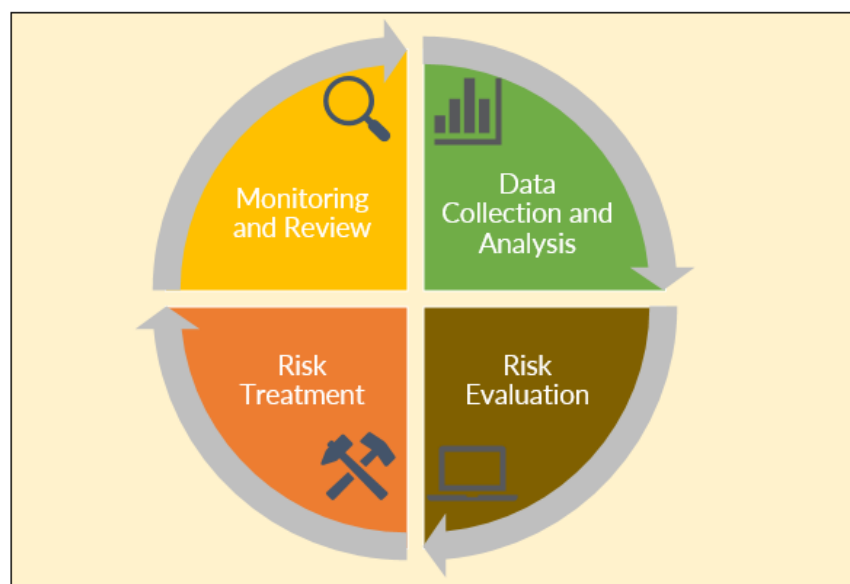 Monitoring
and Review
Data
Collection and
Analysis
Risk
Treatment
Risk
Evaluation